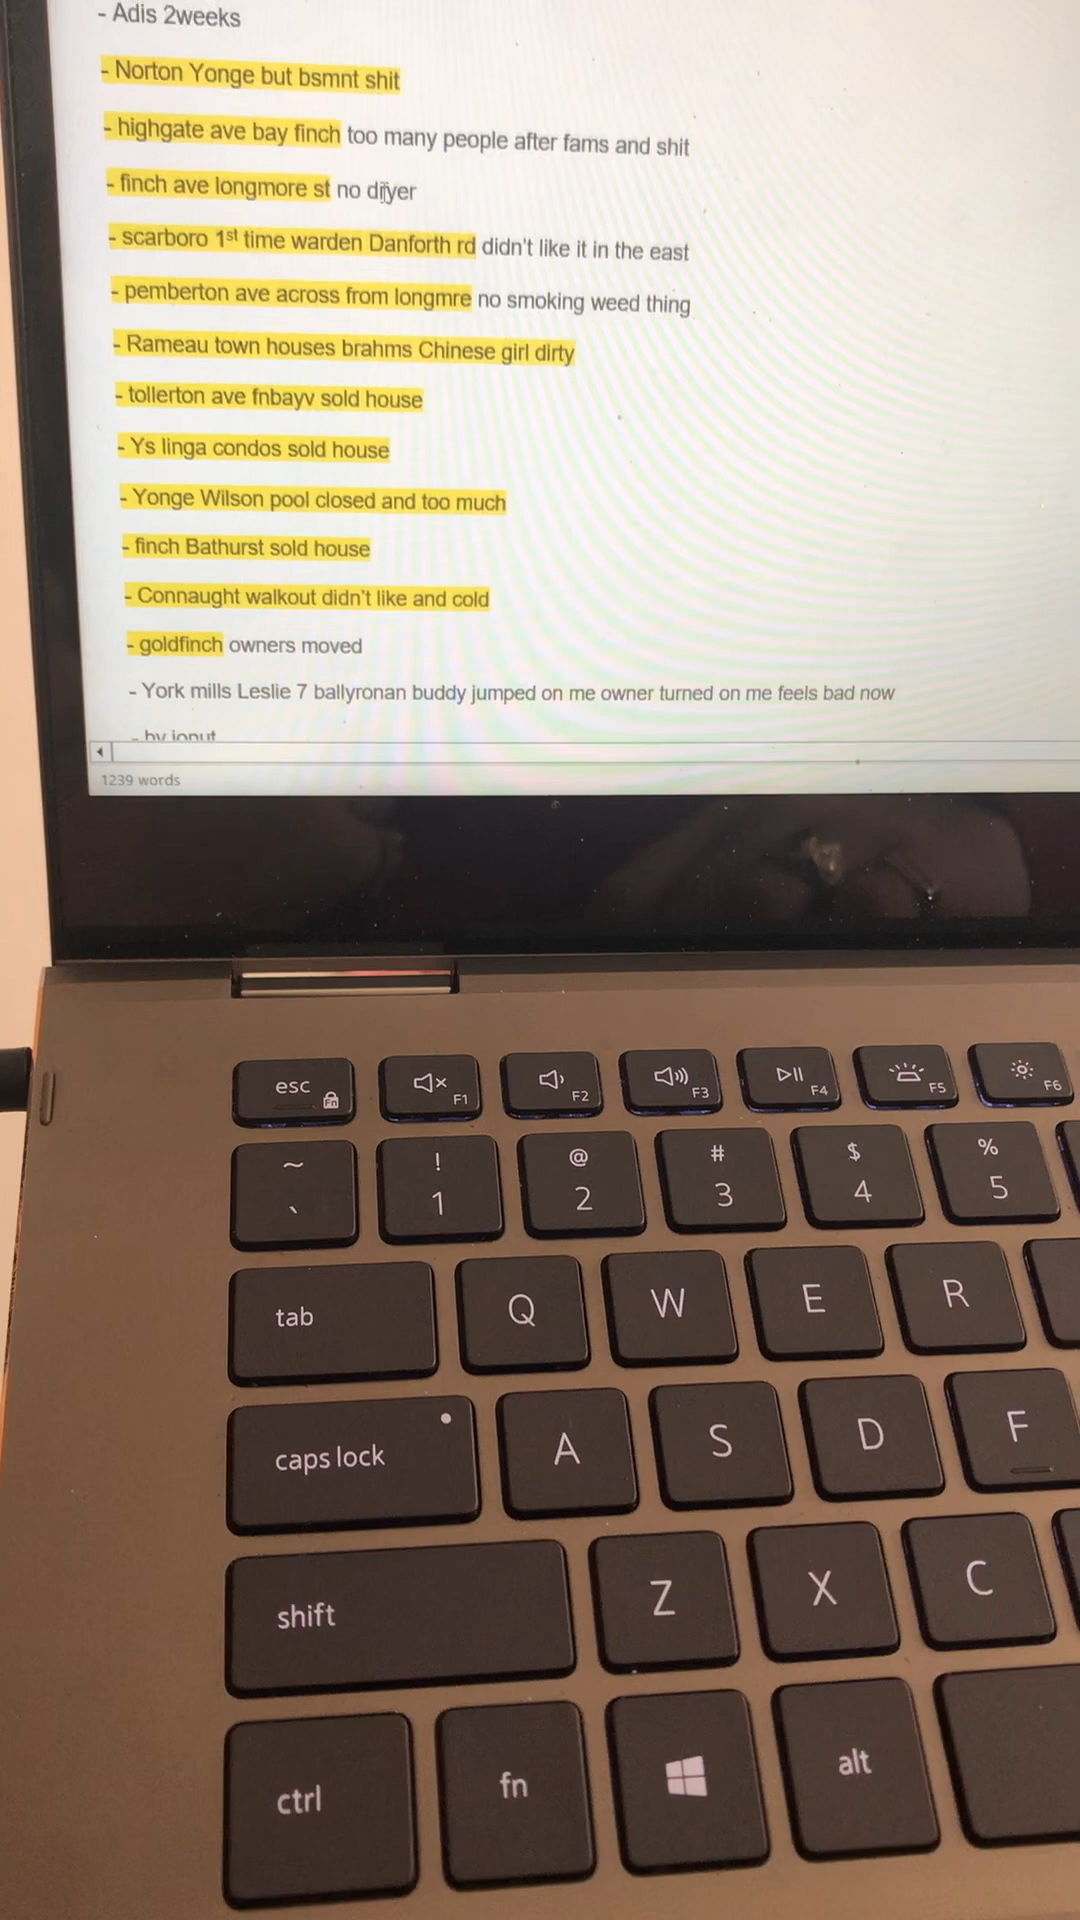 - Adis 2weeks
- Norton Yonge but bsmnt shit
- highgate ave bay finch too many people after fams and shit
- finch ave longmore st no dryer
- scarboro 1st time warden Danforth rd didn't like it in the east
- pemberton ave across from longmre no smoking weed thing
- Rameau town houses brahms Chinese girl dirty
- tollerton ave fnbayv sold house
- Ys linga condos sold house
- Yonge Wilson pool closed and too much
- finch Bathurst sold house
- Connaught walkout didn't like and cold
- goldfinch owners moved
- York mills Leslie 7 ballyronan buddy jumped on me owner turned on me feels bad now
- by
1239 words
esc Fn F1 F2 F3 F4 F5 F6
~ ! @ # $ %
` 1 2 3 4 5
tab Q W E R
caps lock A S D F
shift Z X C
ctrl fn alt